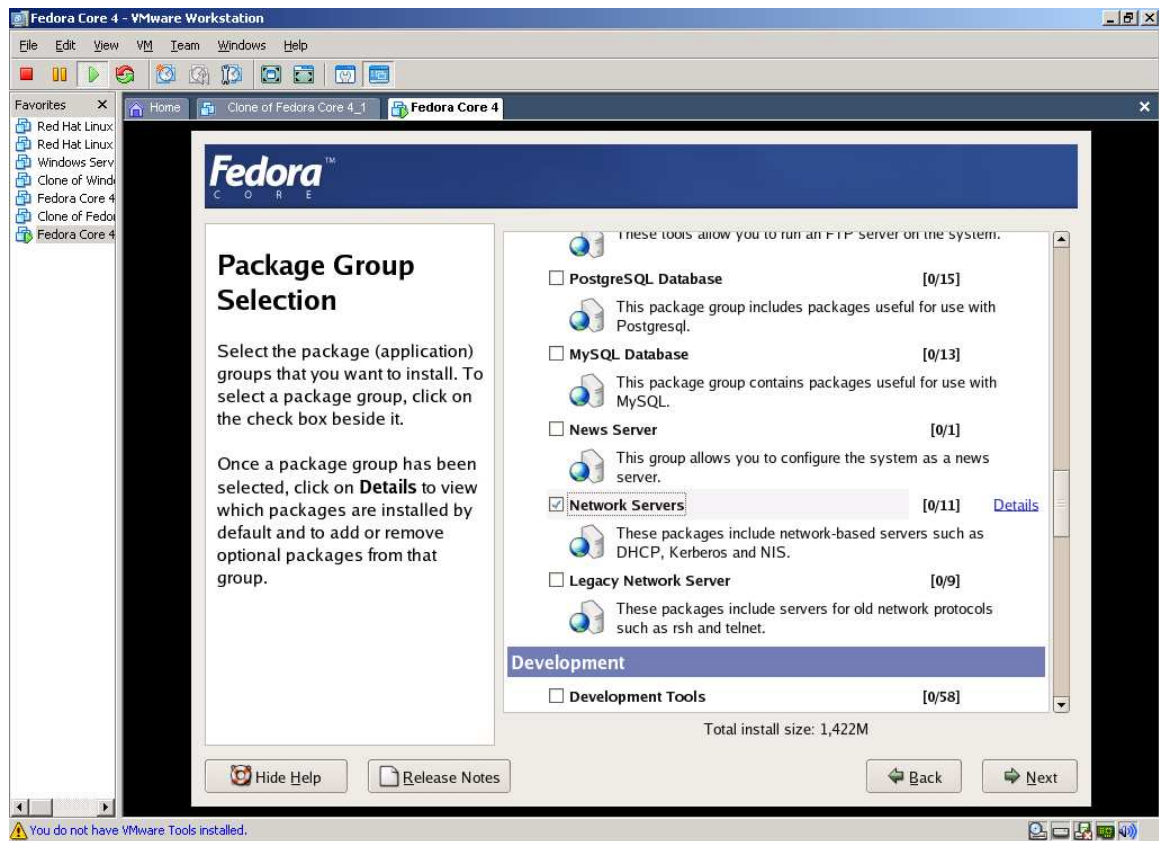 Fedora Core 4 - VMware Workstation
File Edit View VM Team Windows Help
Favorites X
Home Clone of Fedora Core 4_1 Fedora Core 4
Red Hat Linux
Red Hat Linux
Windows Serv
Clone of Wind
Fedora Core 4
Clone of Fedo
Fedora Core 4
Fedora™
CORE
Package Group
Selection
Select the package (application)
groups that you want to install. To
select a package group, click on
the check box beside it.
Once a package group has been
selected, click on Details to view
which packages are installed by
default and to add or remove
optional packages from that
group.
These tools allow you to run an FTP server on the system.
PostgreSQL Database [0/15]
This package group includes packages useful for use with
Postgresql.
MySQL Database [0/13]
This package group contains packages useful for use with
MySQL.
News Server [0/1]
This group allows you to configure the system as a news
server.
Network Servers [0/11] Details
These packages include network-based servers such as
DHCP, Kerberos and NIS.
Legacy Network Server [0/9]
These packages include servers for old network protocols
such as rsh and telnet.
Development
Development Tools [0/58]
Total install size: 1,422M
Hide Help Release Notes Back Next
You do not have VMware Tools installed.